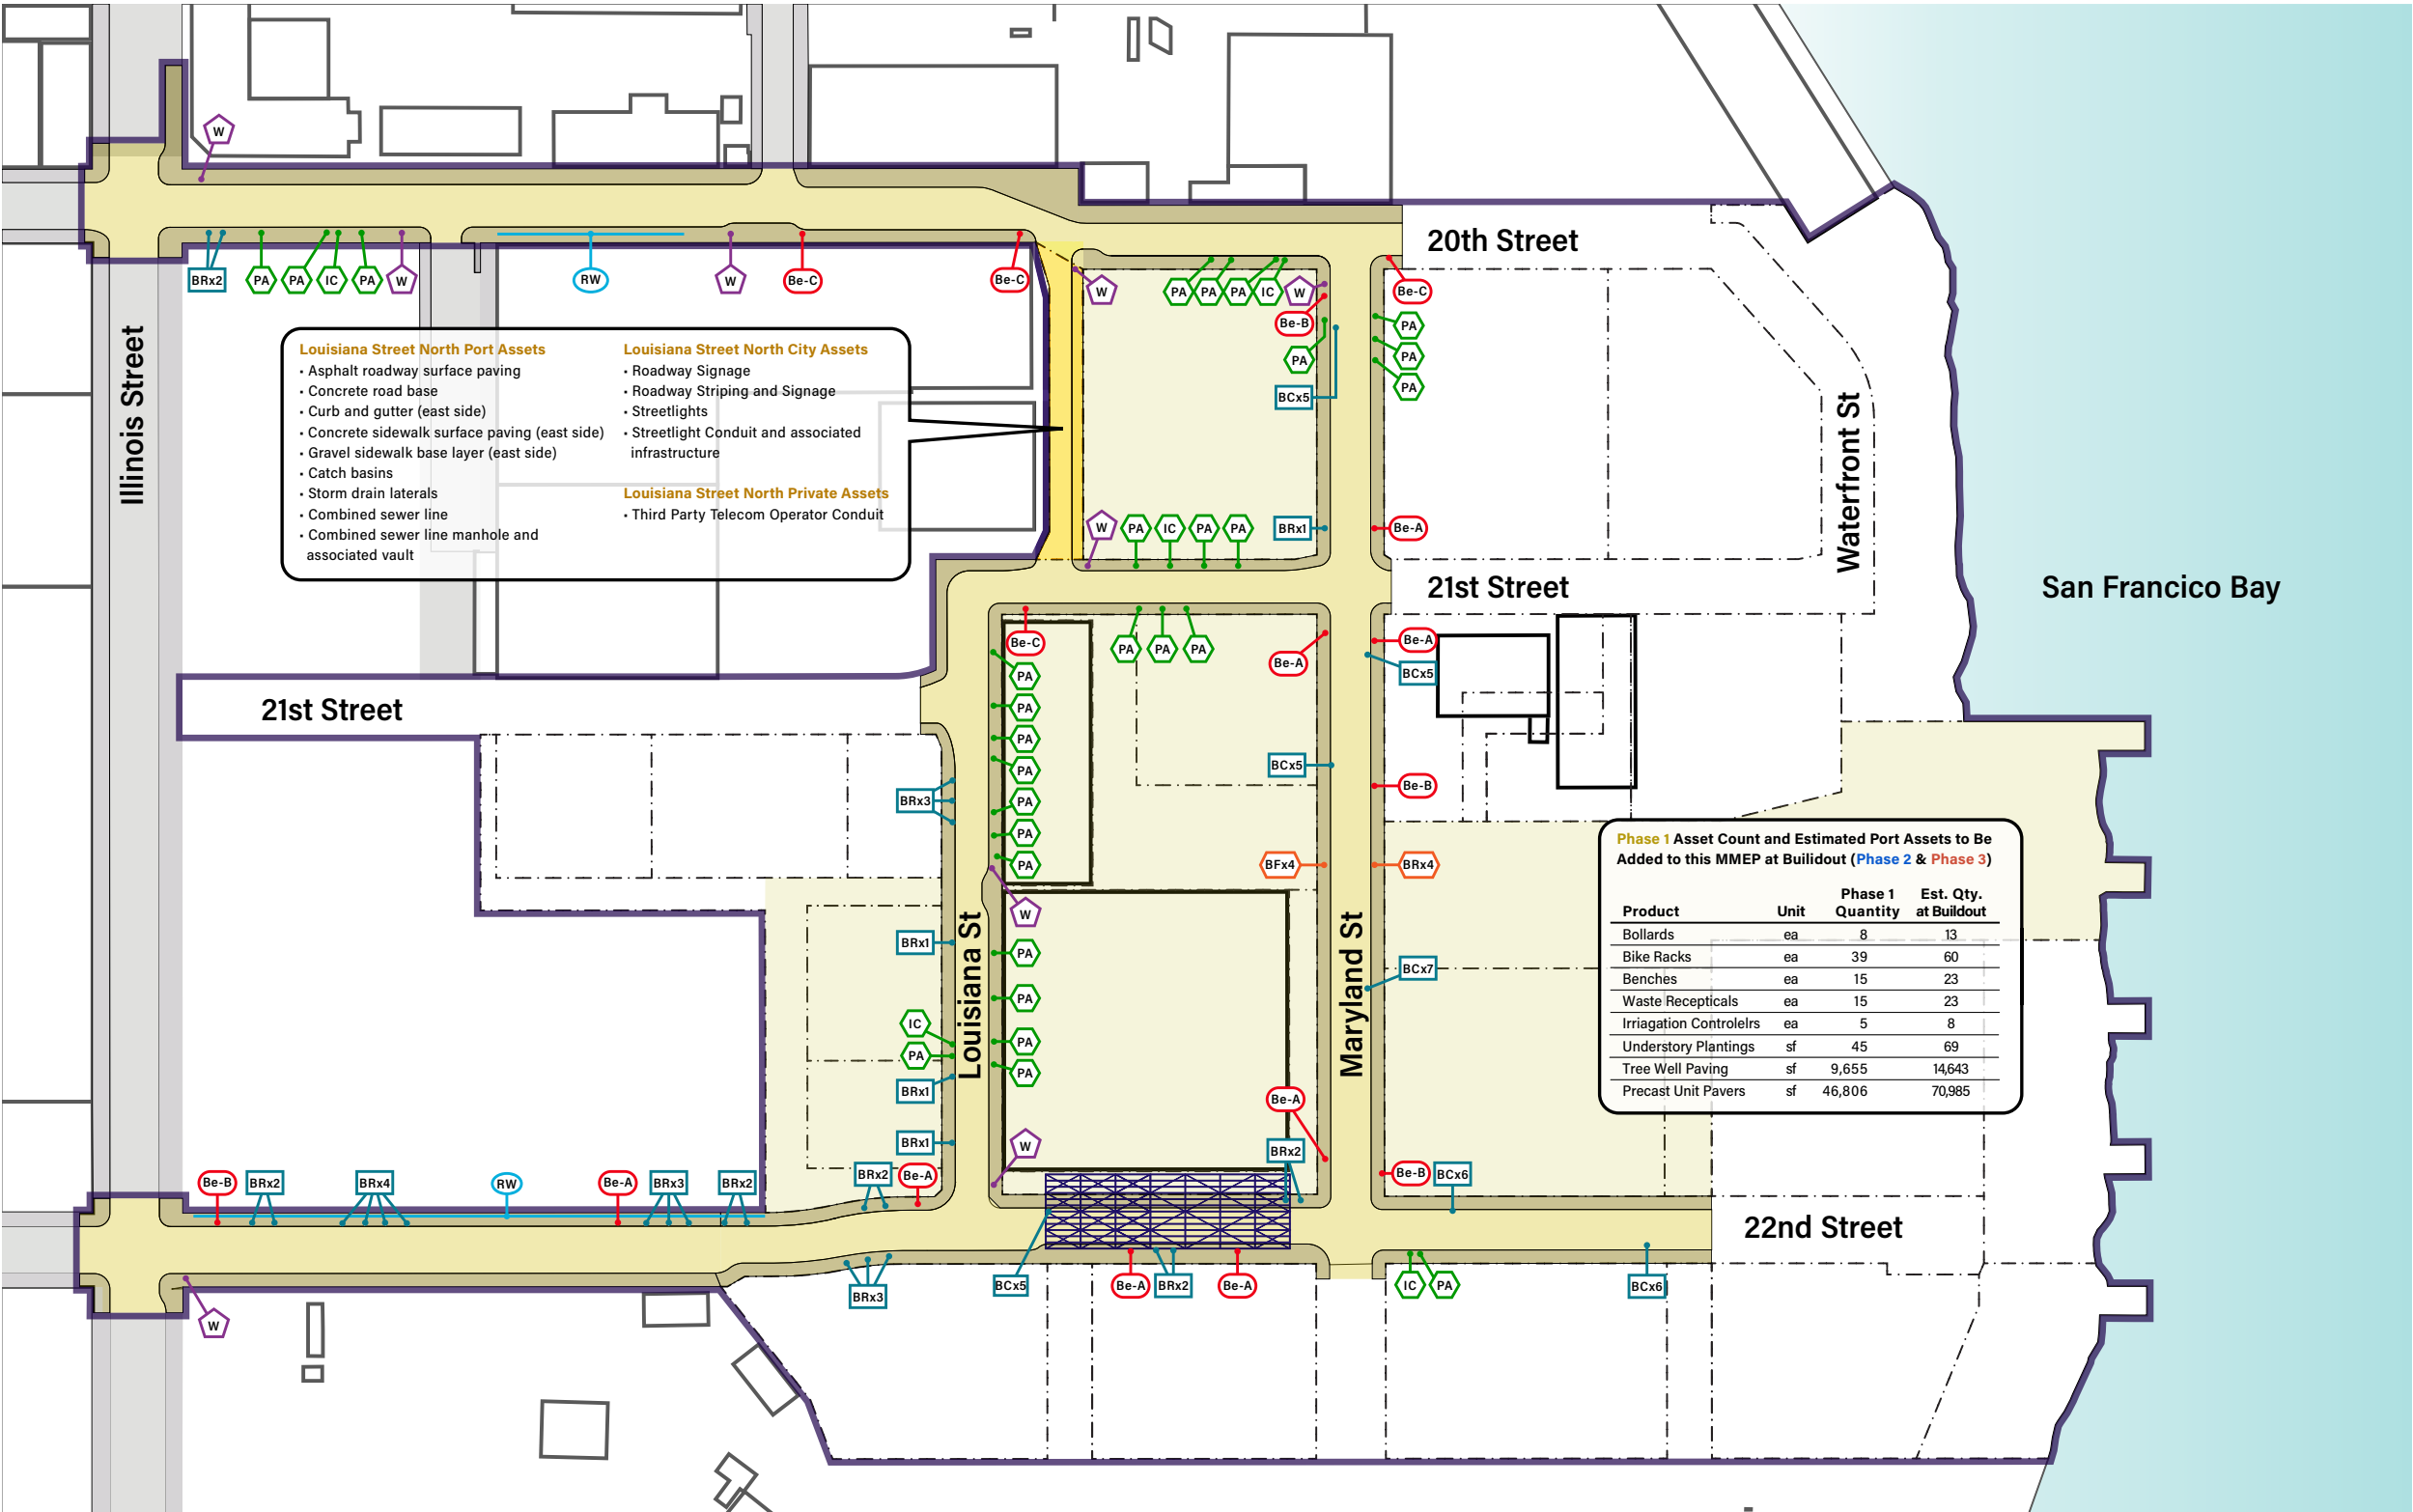 W
20th Street
BRx2
PA
PA
IC
PA
W
RW
W
Be-C
Be-C
W
PA
PA
PA
IC
W
Be-C
Be-B
PA
PA
PA
PA
BCx5
Illinois Street
Louisiana Street North Port Assets
· Asphalt roadway surface paving
· Concrete road base
· Curb and gutter (east side)
· Concrete sidewalk surface paving (east side)
· Gravel sidewalk base layer (east side)
· Catch basins
· Storm drain laterals
· Combined sewer line
· Combined sewer line manhole and
associated vault
Louisiana Street North City Assets
· Roadway Signage
· Roadway Striping and Signage
· Streetlights
· Streetlight Conduit and associated
infrastructure
Louisiana Street North Private Assets
· Third Party Telecom Operator Conduit
Waterfront St
W
PA
IC
PA
PA
BRx1
Be-A
21st Street
San Francico Bay
Be-C
PA
PA
PA
Be-A
Be-A
BCx5
21st Street
PA
PA
PA
PA
PA
PA
PA
BRx3
BCx5
Be-B
BFx4
BRx4
W
BRx1
PA
PA
PA
PA
IC
PA
BRx1
BRx1
Louisiana St
Maryland St
BCx7
Phase 1 Asset Count and Estimated Port Assets to Be
Added to this MMEP at Builidout (Phase 2 & Phase 3)
Product Unit Phase 1 Quantity Est. Qty. at Buildout
Bollards ea 8 13
Bike Racks ea 39 60
Benches ea 15 23
Waste Recepticals ea 15 23
Irriagation Controlelrs ea 5 8
Understory Plantings sf 45 69
Tree Well Paving sf 9,655 14,643
Precast Unit Pavers sf 46,806 70,985
Be-A
W
BRx2
Be-B
BRx2
BRx4
RW
Be-A
BRx3
BRx2
BRx2
Be-A
Be-B
BCx6
22nd Street
W
BRx3
BCx5
Be-A
BRx2
Be-A
IC
PA
BCx6